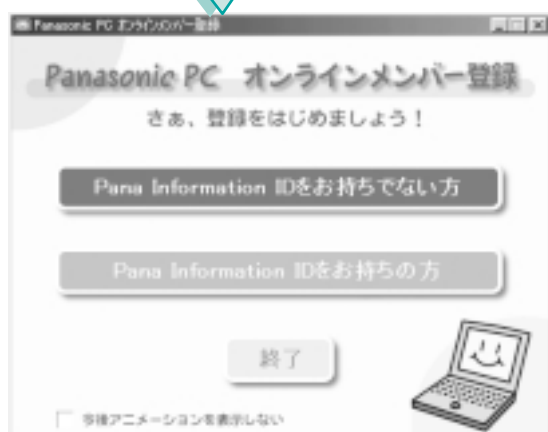 Panasonic PC オンラインメンバー登録
Panasonic PC オンラインメンバー登録
さぁ、登録をはじめましょう！
Pana Information IDをお持ちでない方
Pana Information IDをお持ちの方
終了
今後アニメーションを表示しない